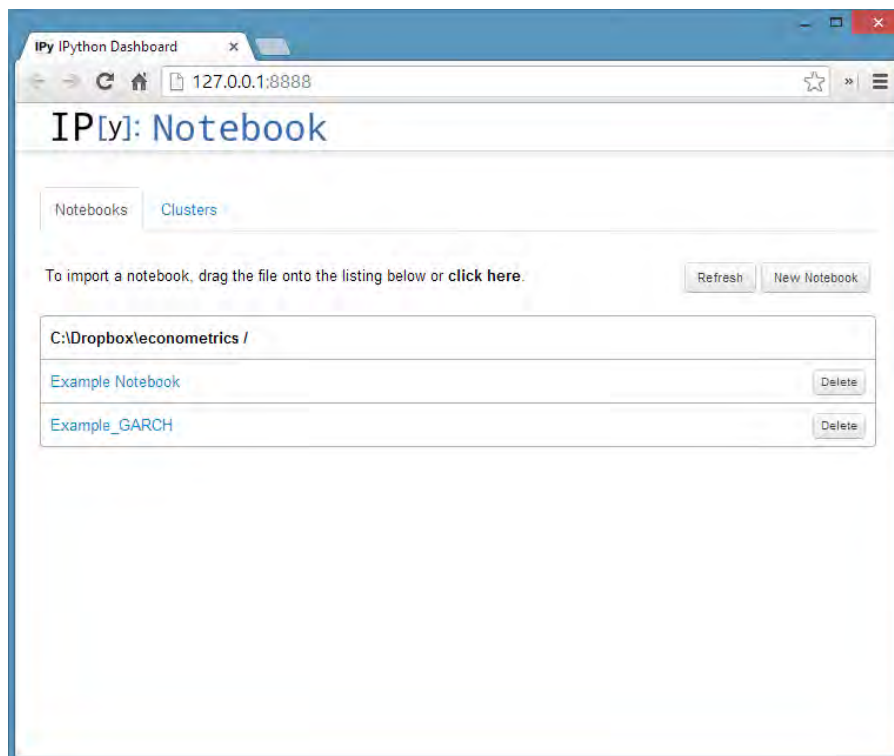 IPy IPython Dashboard
127.0.0.1:8888
IP[y]: Notebook
Notebooks Clusters
To import a notebook, drag the file onto the listing below or click here. Refresh New Notebook
C:\Dropbox\econometrics /
Example Notebook Delete
Example_GARCH Delete